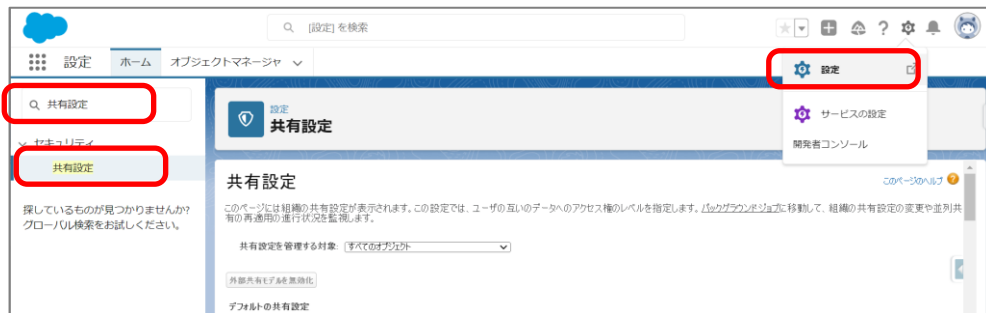 [設定] を検索
設定
ホーム
オブジェクトマネージャ
設定
サービスの設定
開発者コンソール
共有設定
セキュリティ
共有設定
探しているものが見つかりませんか?
グローバル検索をお試しください。
設定
共有設定
共有設定
このページのヘルプ
このページには組織の共有設定が表示されます。この設定では、ユーザの互いのデータへのアクセス権のレベルを指定します。バックグラウンドジョブに移動して、組織の共有設定の変更や並列共
有の再適用の進行状況を監視します。
共有設定を管理する対象: すべてのオブジェクト
外部共有モデルを無効化
デフォルトの共有設定